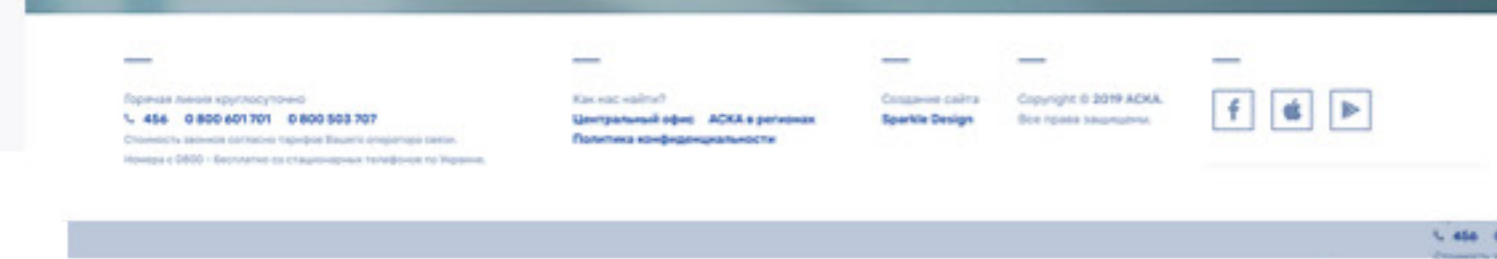 Горячая линия круглосуточно
456 0 800 601 701 0 800 503 707
Стоимость звонков согласно тарифов Вашего оператора связи.
Номера с 0800 - бесплатно со стационарных телефонов по Украине.
Как нас найти?
Центральный офис АСКА в регионах
Политика конфиденциальности
Создание сайта
Sparkle Design
Copyright © 2019 АСКА.
Все права защищены.
456